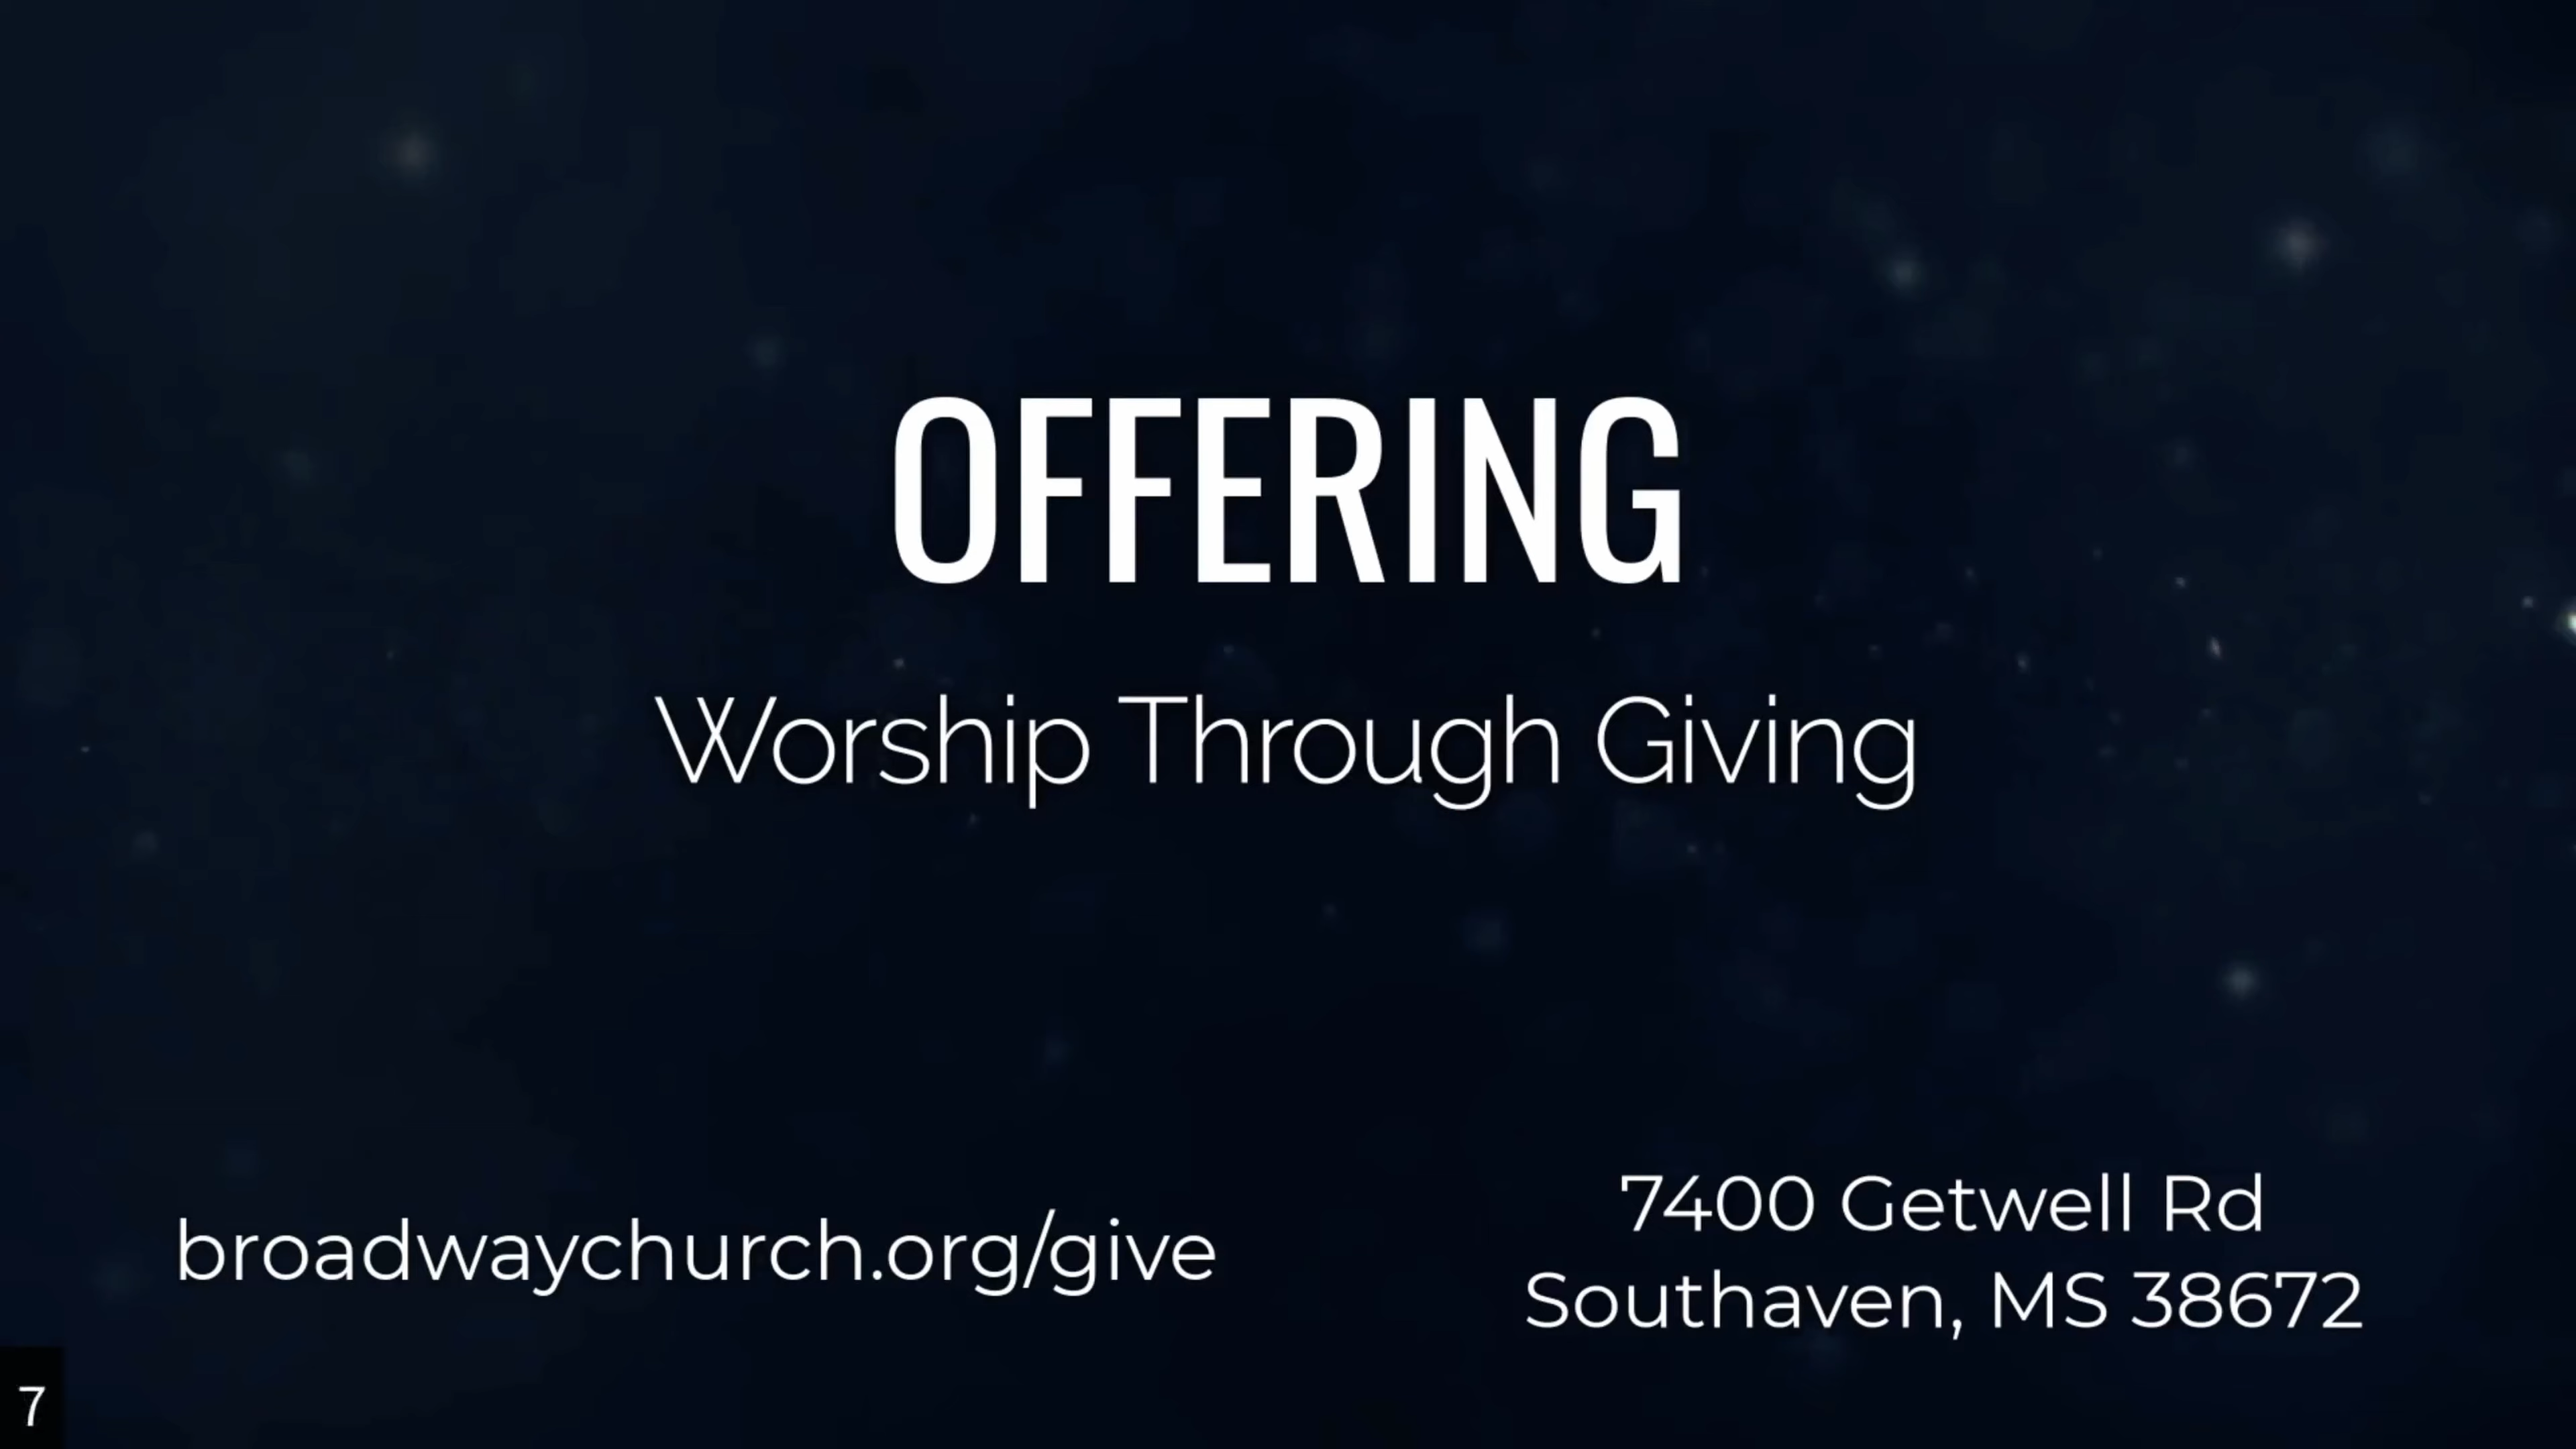 OFFERING
Worship Through Giving
broadwaychurch.org/give
7400 Getwell Rd
Southaven, MS 38672
7